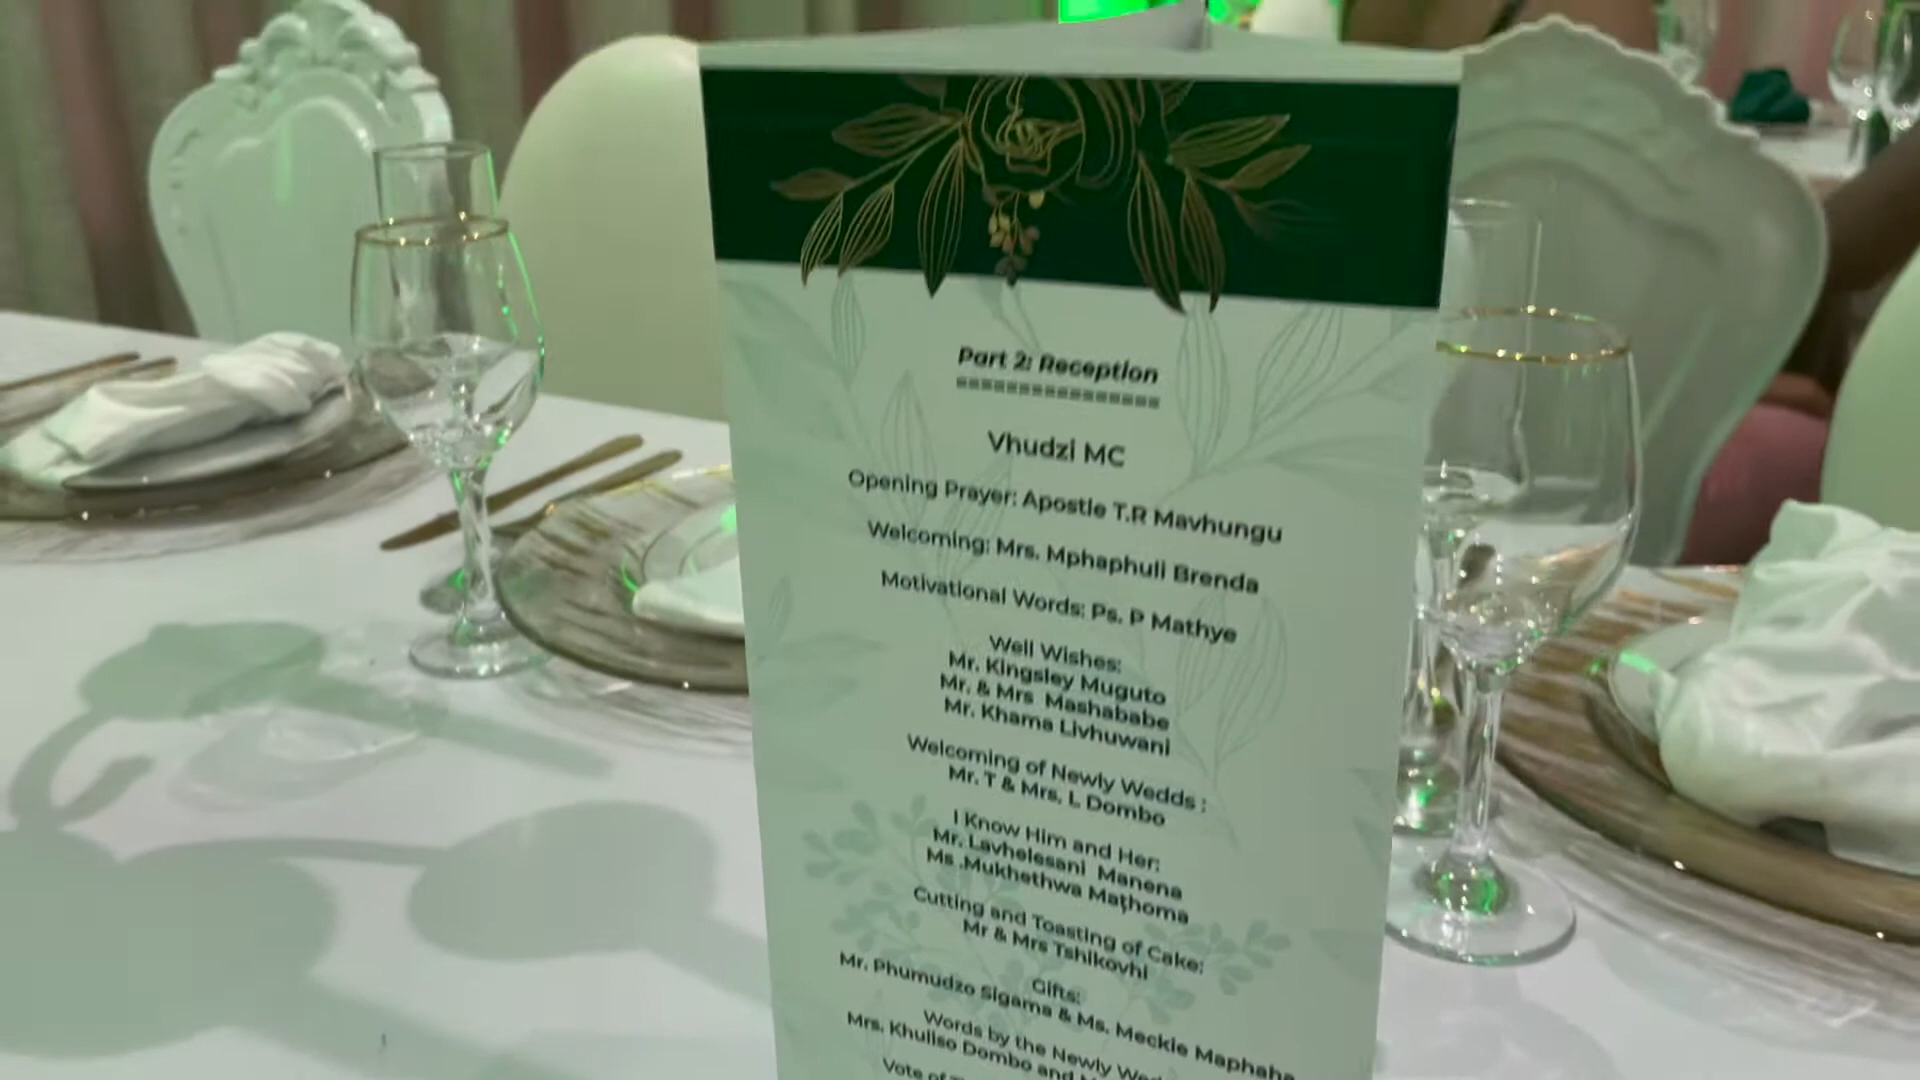 Part 2: Reception
================
Vhudzi MC
Opening Prayer: Apostle T.R Mavhungu
Welcoming: Mrs. Mphaphuli Brenda
Motivational Words: Ps. P Mathye
Well Wishes:
Mr. Kingsley Muguto
Mr. & Mrs Mashababe
Mr. Khama Livhuwani
Welcoming of Newly Wedds :
Mr. T & Mrs. L Dombo
I Know Him and Her:
Mr. Lavhelesani Manena
Ms .Mukhethwa Maṱhoma
Cutting and Toasting of Cake:
Mr & Mrs Tshikovhi
Gifts:
Mr. Phumudzo Sigama & Ms. Meckie Maphaha
Words by the Newly
Mrs. Khuliso Dombo and
Vote of